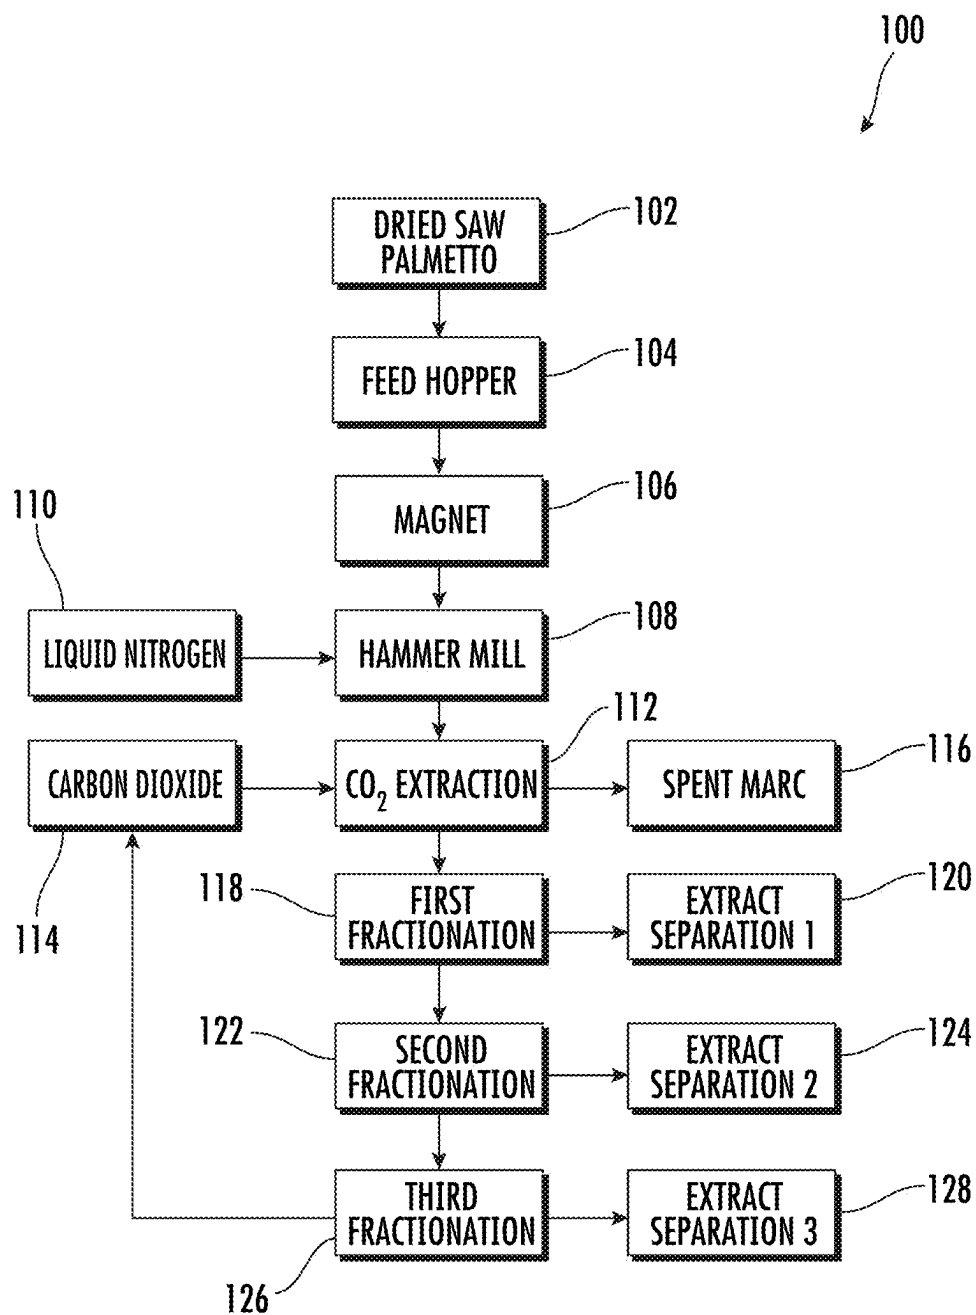 100
DRIED SAW
PALMETTO
102
FEED HOPPER
104
MAGNET
106
110
LIQUID NITROGEN
HAMMER MILL
108
CARBON DIOXIDE
114
CO₂ EXTRACTION
112
SPENT MARC
116
118
FIRST
FRACTIONATION
EXTRACT
SEPARATION 1
120
122
SECOND
FRACTIONATION
EXTRACT
SEPARATION 2
124
THIRD
FRACTIONATION
126
EXTRACT
SEPARATION 3
128